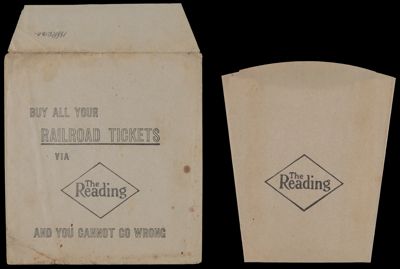 BUY ALL YOUR
RAILROAD TICKETS
VIA
The
Reading
AND YOU CANNOT GO WRONG
The
Reading